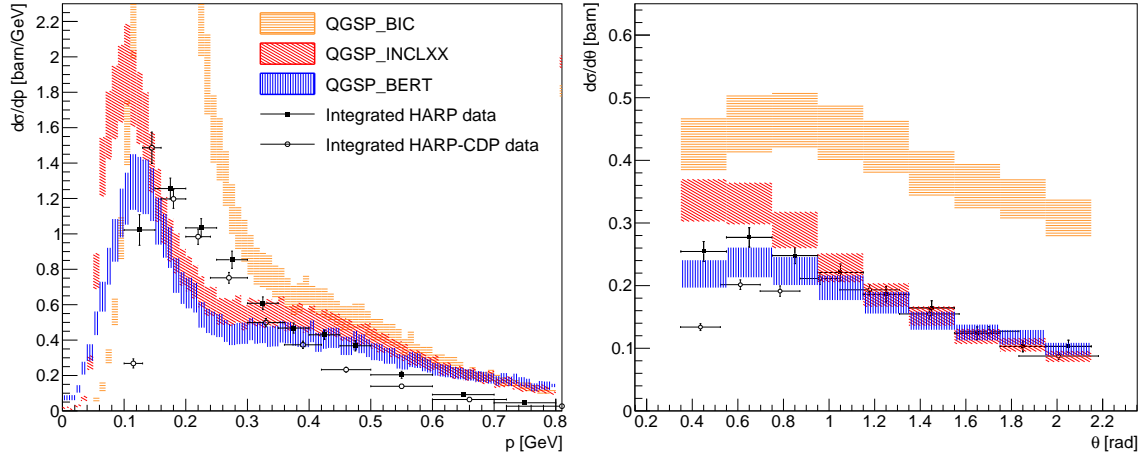 dσ/dp [barn/GeV]
2.2
2
1.8
1.6
1.4
1.2
1
0.8
0.6
0.4
0.2
0
0 0.1 0.2 0.3 0.4 0.5 0.6 0.7 0.8
p [GeV]
QGSP_BIC
QGSP_INCLXX
QGSP_BERT
Integrated HARP data
Integrated HARP-CDP data
dσ/dθ [barn]
0.6
0.5
0.4
0.3
0.2
0.1
0
0.2 0.4 0.6 0.8 1 1.2 1.4 1.6 1.8 2 2.2
θ [rad]